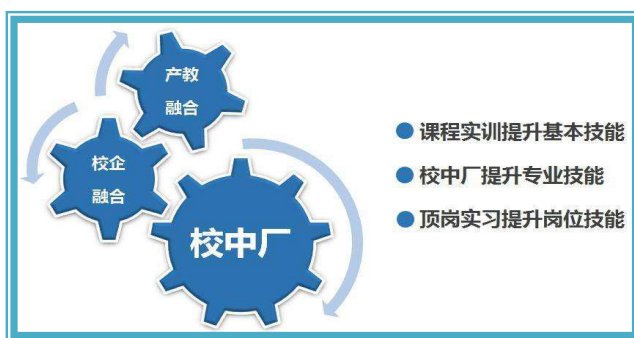 产教
融合
校企
融合
校中厂
课程实训提升基本技能
校中厂提升专业技能
顶岗实习提升岗位技能